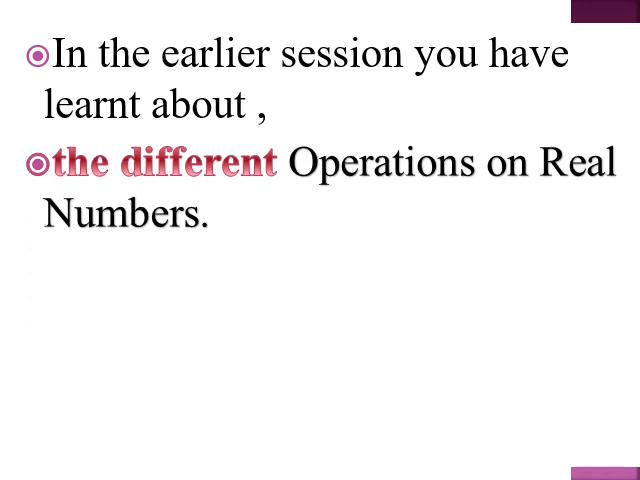 In the earlier session you have
learnt about ,
the different Operations on Real
Numbers.